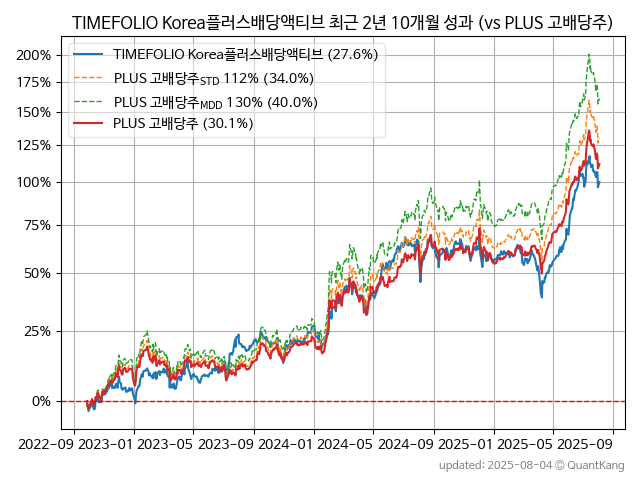 TIMEFOLIO Korea플러스배당액티브 최근 2년 10개월 성과 (vs PLUS 고배당주)
TIMEFOLIO Korea플러스배당액티브 (27.6%)
PLUS 고배당주STD 112% (34.0%)
PLUS 고배당주MDD 130% (40.0%)
PLUS 고배당주 (30.1%)
200%
175%
150%
125%
100%
75%
50%
25%
0%
2022-09 2023-01 2023-05 2023-09 2024-01 2024-05 2024-09 2025-01 2025-05 2025-09
updated: 2025-08-04 © QuantKang